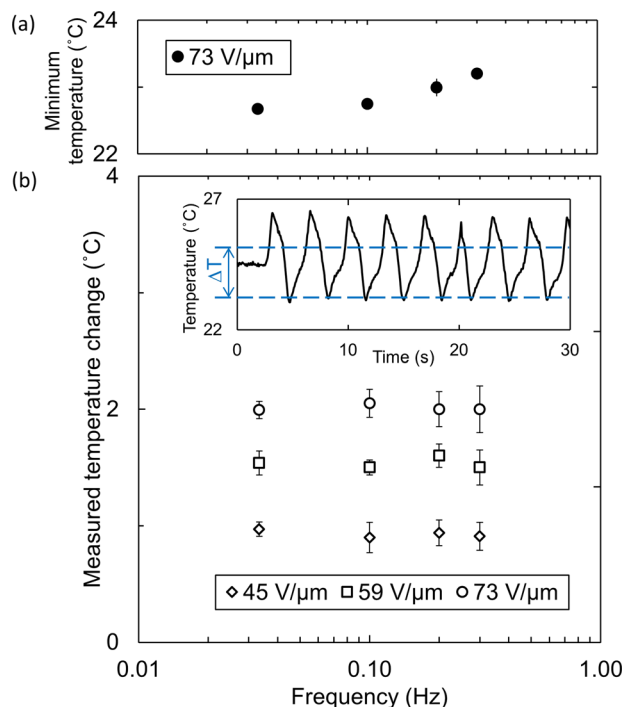 (a)
24
Minimum
temperature (˚C)
73 V/µm
22
(b)
4
27
Temperature (˚C)
ΔT
22
0
10
20
30
Time (s)
Measured temperature change (˚C)
2
45 V/µm 59 V/µm 73 V/µm
0
0.01
0.10
1.00
Frequency (Hz)